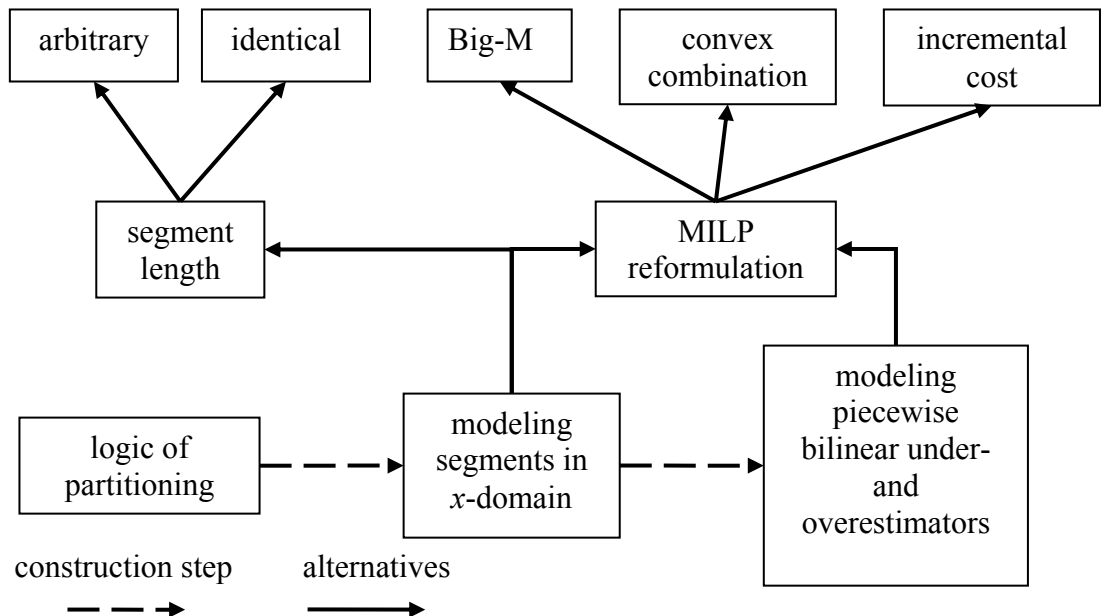 arbitrary
identical
Big-M
convex
combination
incremental
cost
segment
length
MILP
reformulation
logic of
partitioning
modeling
segments in
x-domain
modeling
piecewise
bilinear under-
and
overestimators
construction step
alternatives